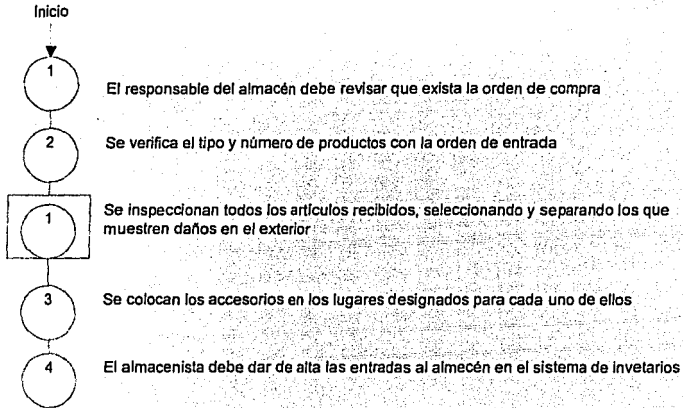 Inicio
1
El responsable del almacén debe revisar que exista la orden de compra
2
Se verifica el tipo y número de productos con la orden de entrada
1
Se inspeccionan todos los artículos recibidos, seleccionando y separando los que
muestren daños en el exterior
3
Se colocan los accesorios en los lugares designados para cada uno de ellos
4
El almacenista debe dar de alta las entradas al almecén en el sistema de invetarios